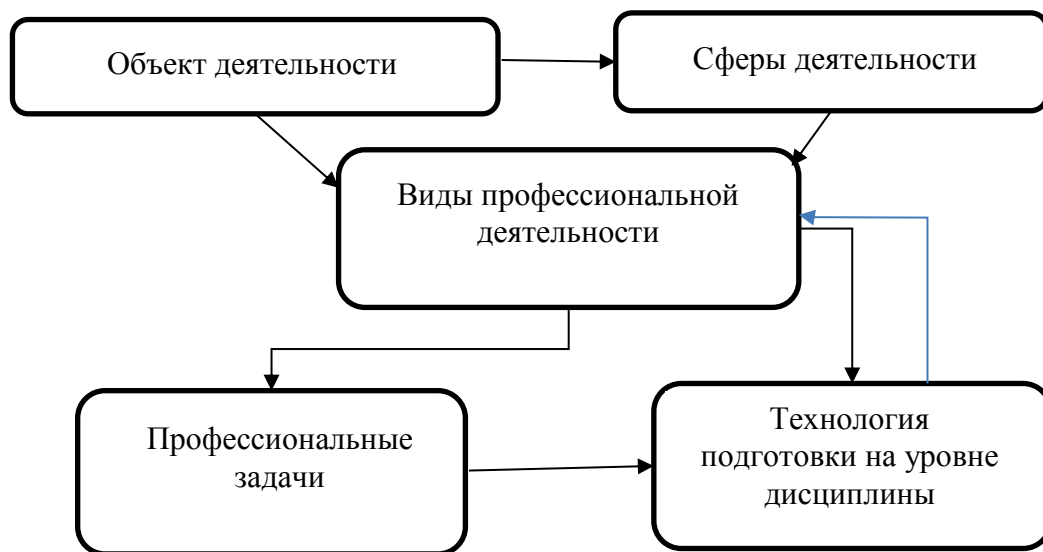 Объект деятельности
Сферы деятельности
Виды профессиональной
деятельности
Профессиональные
задачи
Технология
подготовки на уровне
дисциплины